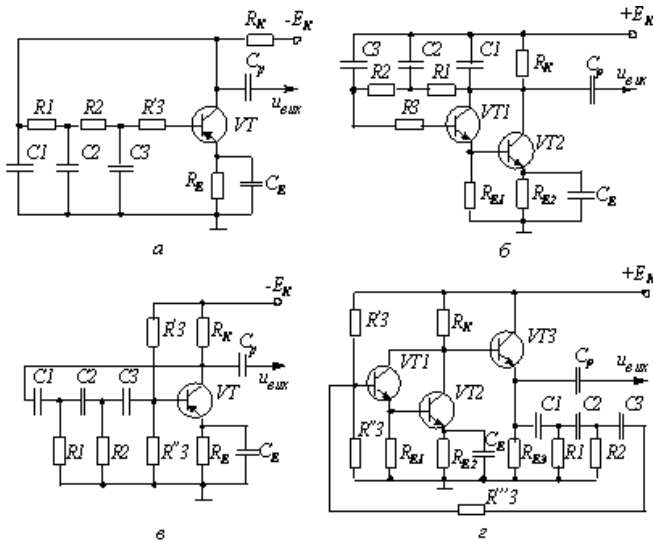 R_K -E_K
C_p
u_вих
R1 R2 R'3
VT
C1 C2 C3
R_E C_E
а
+E_K
C3 C2 C1
R_K C_p
R2 R1
u_вих
R3
VT1
VT2
R_E1 R_E2 C_E
б
-E_K
R'3 R_K
C_p
u_вих
C1 C2 C3
VT
R1 R2 R''3 R_E C_E
в
+E_K
R'3 R_K
VT3
VT1
C_p
VT2
u_вих
C1 C2 C3
R''3 C_E
R_E1 R_E2 R_E3 R1 R2
R'''3
г